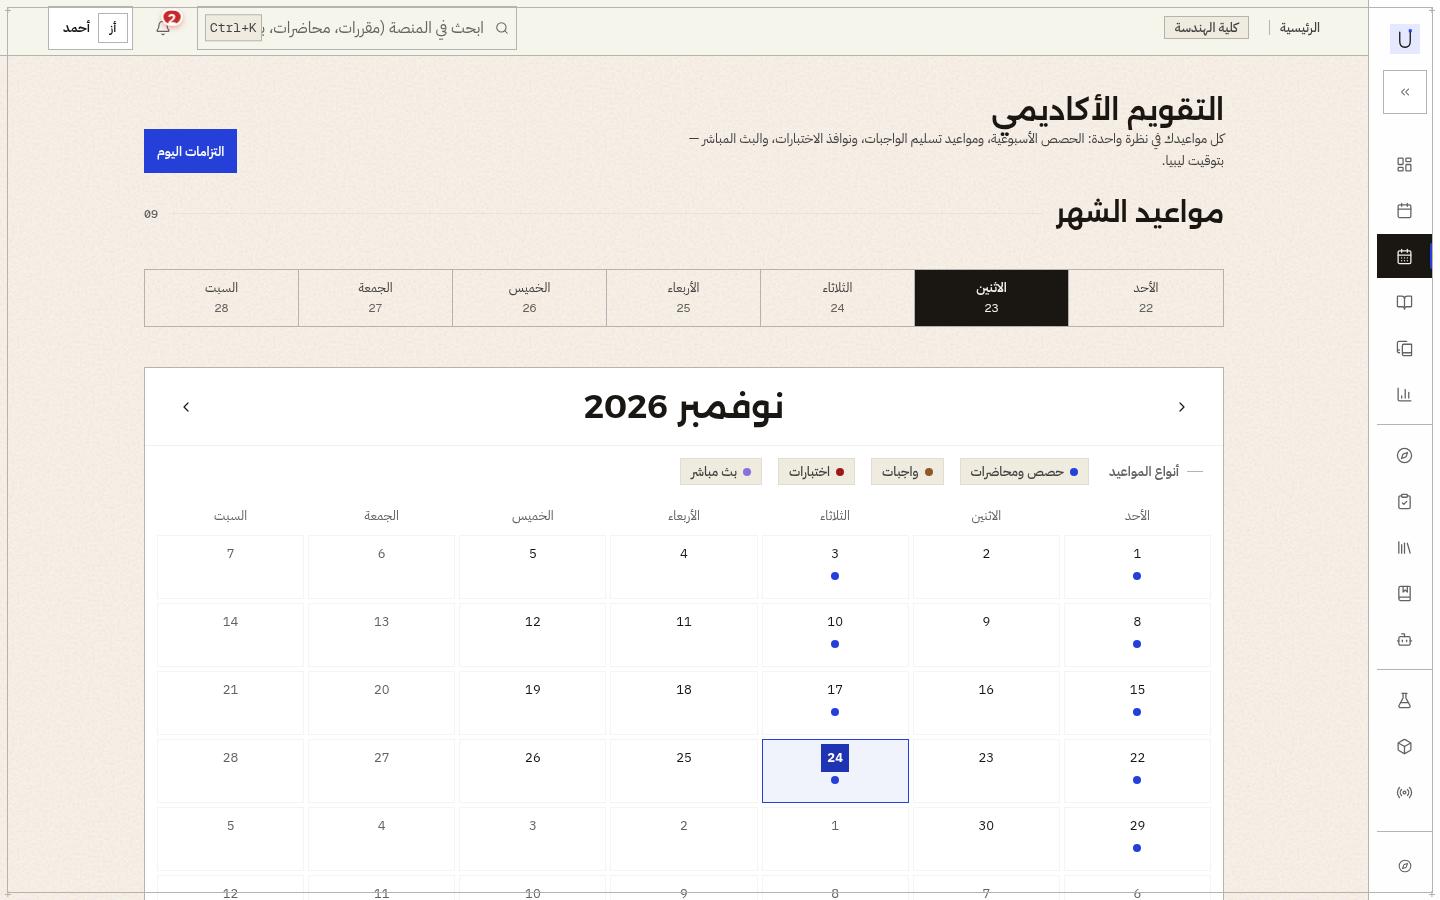 الرئيسية
كلية الهندسة
ابحث في المنصة (مقررات، محاضرات، ب
Ctrl+K
2
أز
أحمد
التقويم الأكاديمي
كل مواعيدك في نظرة واحدة: الحصص الأسبوعية، ومواعيد تسليم الواجبات، ونوافذ الاختبارات، والبث المباشر —
بتوقيت ليبيا.
التزامات اليوم
مواعيد الشهر
09
الأحد الاثنين الثلاثاء الأربعاء الخميس الجمعة السبت
22 23 24 25 26 27 28
نوفمبر 2026
أنواع المواعيد
حصص ومحاضرات
واجبات
اختبارات
بث مباشر
الأحد الاثنين الثلاثاء الأربعاء الخميس الجمعة السبت
1 2 3 4 5 6 7
8 9 10 11 12 13 14
15 16 17 18 19 20 21
22 23 24 25 26 27 28
29 30 1 2 3 4 5
6 7 8 9 10 11 12